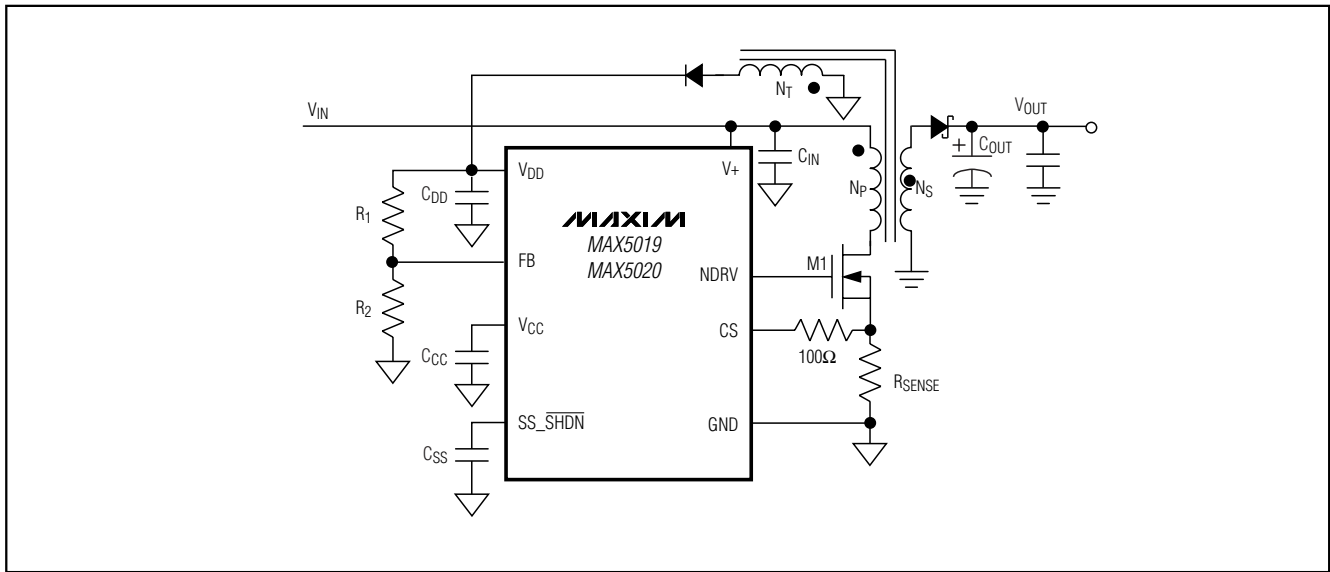 NT
VIN
VOUT
VDD
V+
CIN
+
COUT
CDD
NP
NS
R1
MAXIM
MAX5019
MAX5020
FB
NDRV
M1
R2
VCC
CS
100Ω
CCC
RSENSE
SS_SHDN
GND
CSS